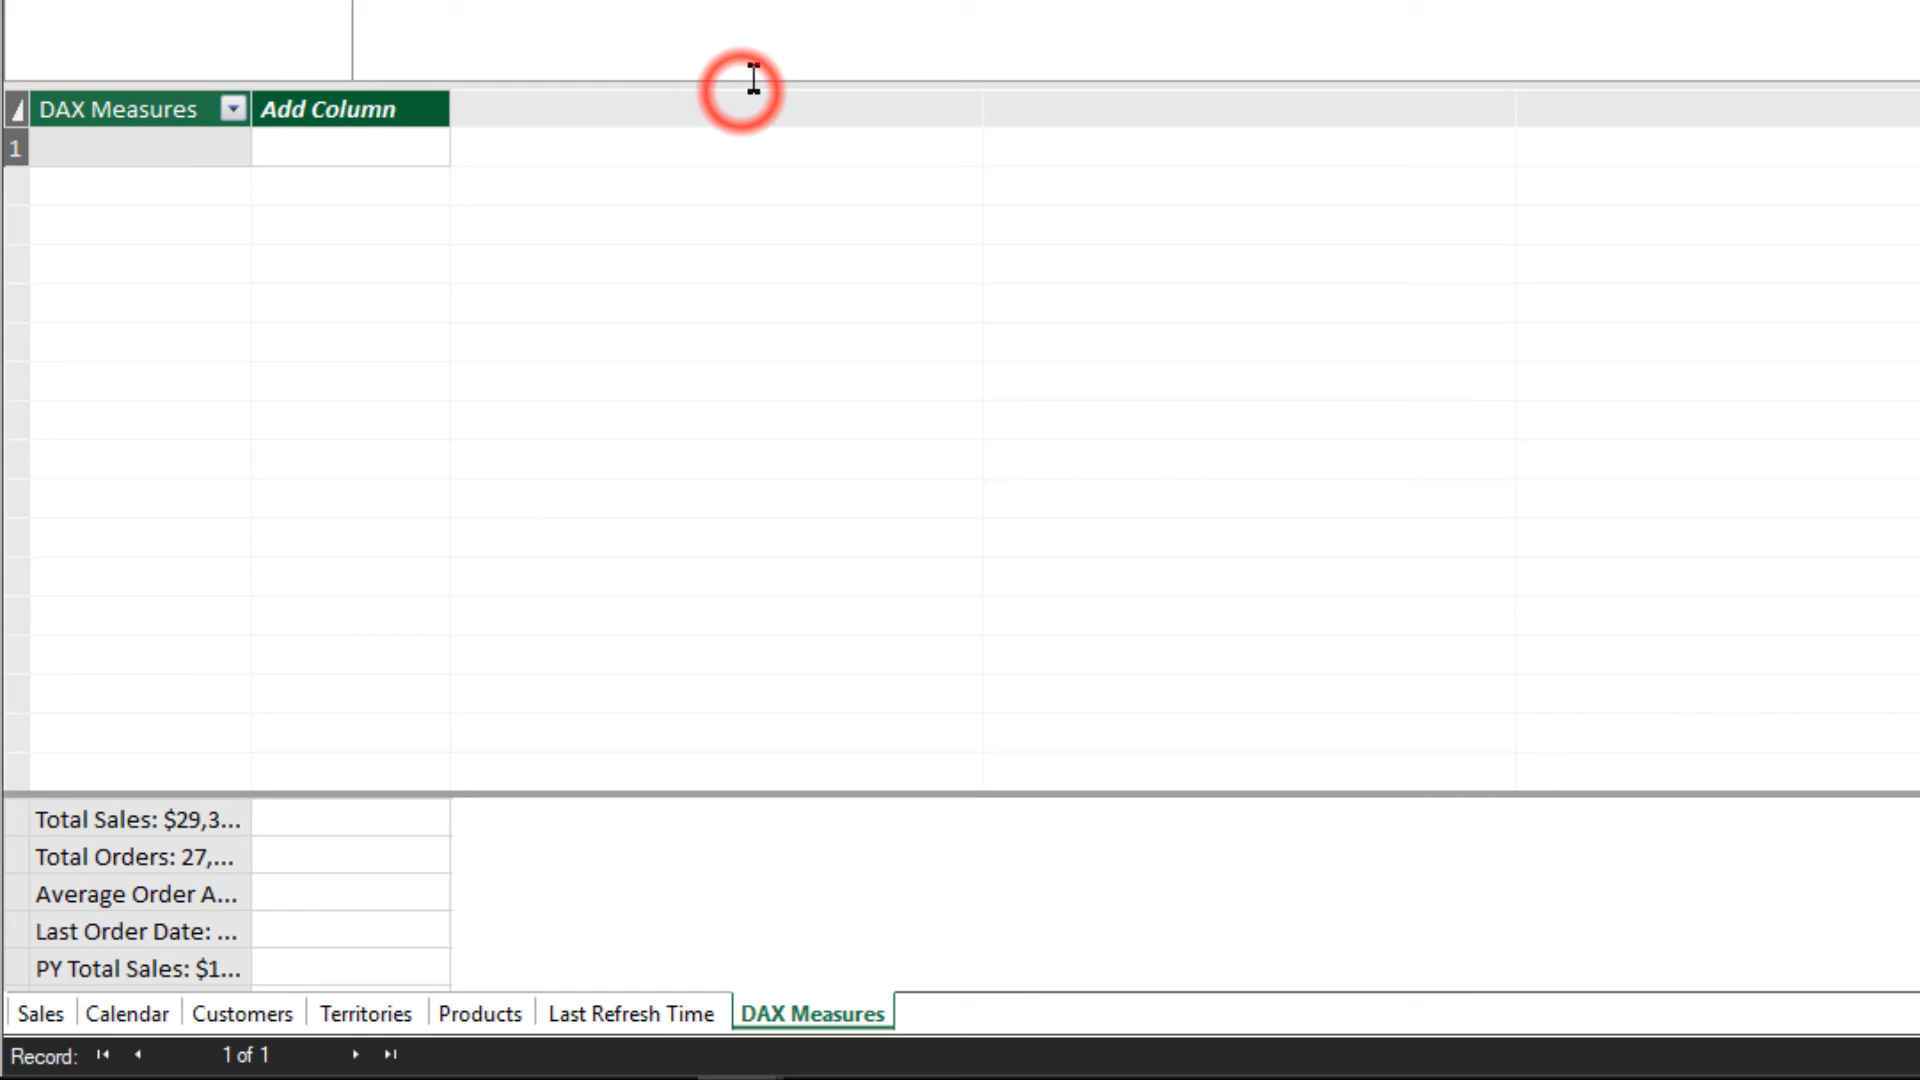 DAX Measures Add Column
1
Total Sales: $29,3...
Total Orders: 27,...
Average Order A...
Last Order Date: ...
PY Total Sales: $1...
Sales Calendar Customers Territories Products Last Refresh Time DAX Measures
Record: 1 of 1